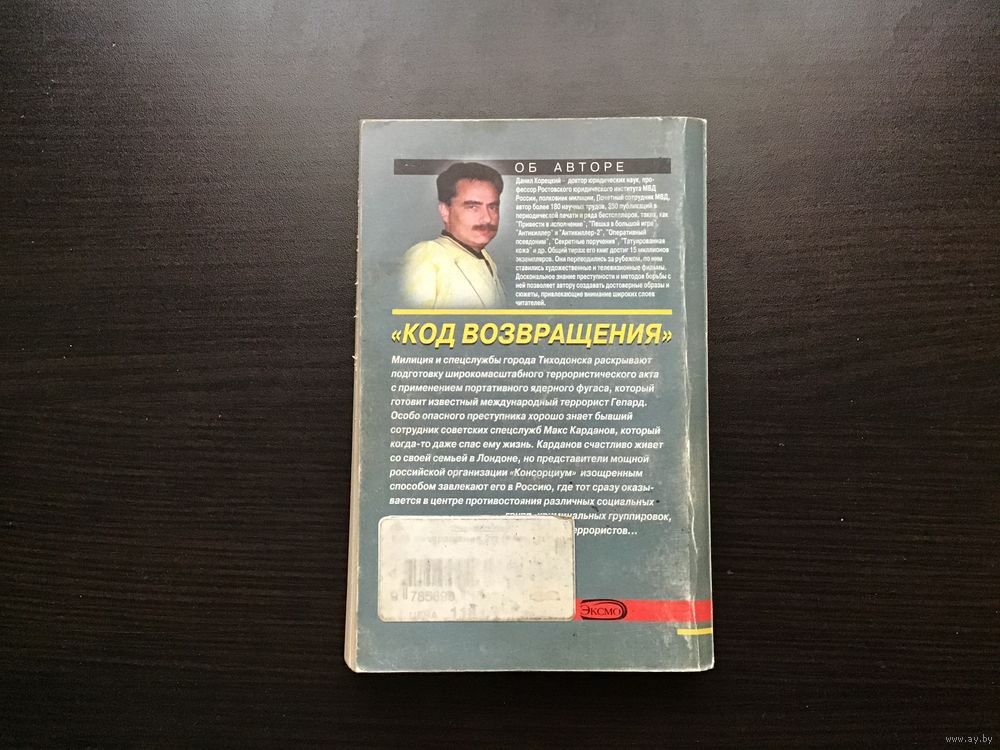 ОБ АВТОРЕ
Данил Корецкий – доктор юридических наук, про-
фессор Ростовского юридического института МВД
России, полковник милиции, Почетный сотрудник МВД,
автор более 180 научных трудов, 350 публикаций в
периодической печати и ряда бестселлеров, таких, как
"Привести в исполнение", "Пешка в большой игре",
"Антикиллер" и "Антикиллер-2", "Оперативный
псевдоним", "Секретные поручения", "Татуированная
кожа" и др. Общий тираж его книг достиг 15 миллионов
экземпляров. Они переводились за рубежом, по ним
ставились художественные и телевизионные фильмы.
Доскональное знание преступности и методов борьбы с
ней позволяет автору создавать достоверные образы и
сюжеты, привлекающие внимание широких слоев
читателей.
«КОД ВОЗВРАЩЕНИЯ»
Милиция и спецслужбы города Тиходонска раскрывают
подготовку широкомасштабного террористического акта
с применением портативного ядерного фугаса, который
готовит известный международный террорист Гепард.
Особо опасного преступника хорошо знает бывший
сотрудник советских спецслужб Макс Карданов, который
когда-то даже спас ему жизнь. Карданов счастливо живет
со своей семьей в Лондоне, но представители мощной
российской организации «Консорциум» изощренным
способом завлекают его в Россию, где тот сразу оказы-
вается в центре противостояния различных социальных
групп, криминальных группировок,
террористов...
9 785699
ЭКСМО
www.ay.by